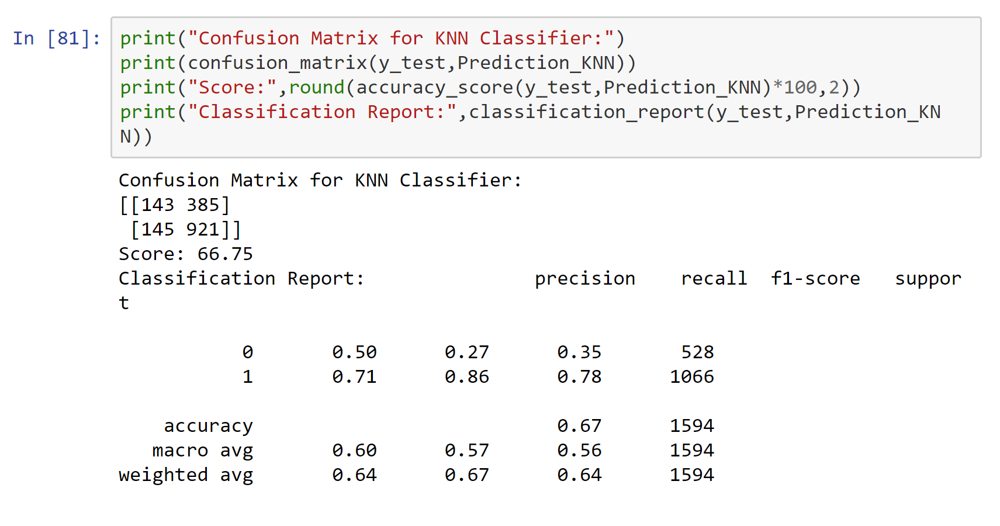 In [81]: print("Confusion Matrix for KNN Classifier:")
print(confusion_matrix(y_test,Prediction_KNN))
print("Score:",round(accuracy_score(y_test,Prediction_KNN)*100,2))
print("Classification Report:",classification_report(y_test,Prediction_KN
N))
Confusion Matrix for KNN Classifier:
[[143 385]
 [145 921]]
Score: 66.75
Classification Report:               precision    recall  f1-score   suppor
t

           0       0.50      0.27      0.35       528
           1       0.71      0.86      0.78      1066

    accuracy                           0.67      1594
   macro avg       0.60      0.57      0.56      1594
weighted avg       0.64      0.67      0.64      1594